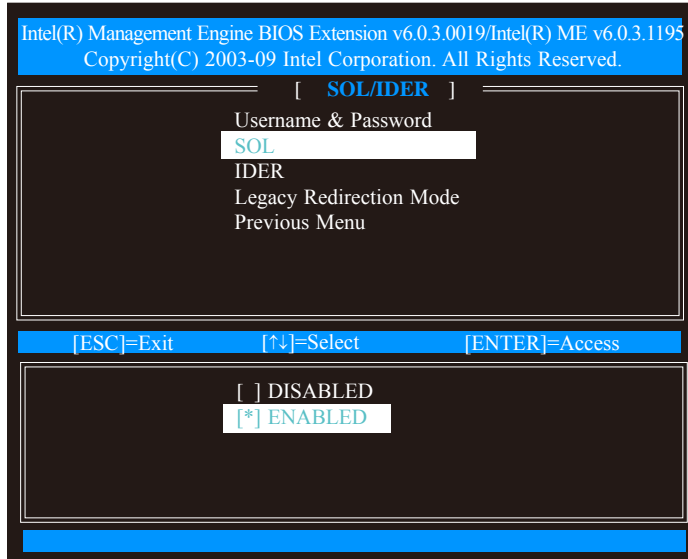 Intel(R) Management Engine BIOS Extension v6.0.3.0019/Intel(R) ME v6.0.3.1195
Copyright(C) 2003-09 Intel Corporation. All Rights Reserved.
[ SOL/IDER ]
Username & Password
SOL
IDER
Legacy Redirection Mode
Previous Menu
[ESC]=Exit [↑↓]=Select [ENTER]=Access
[ ] DISABLED
[*] ENABLED